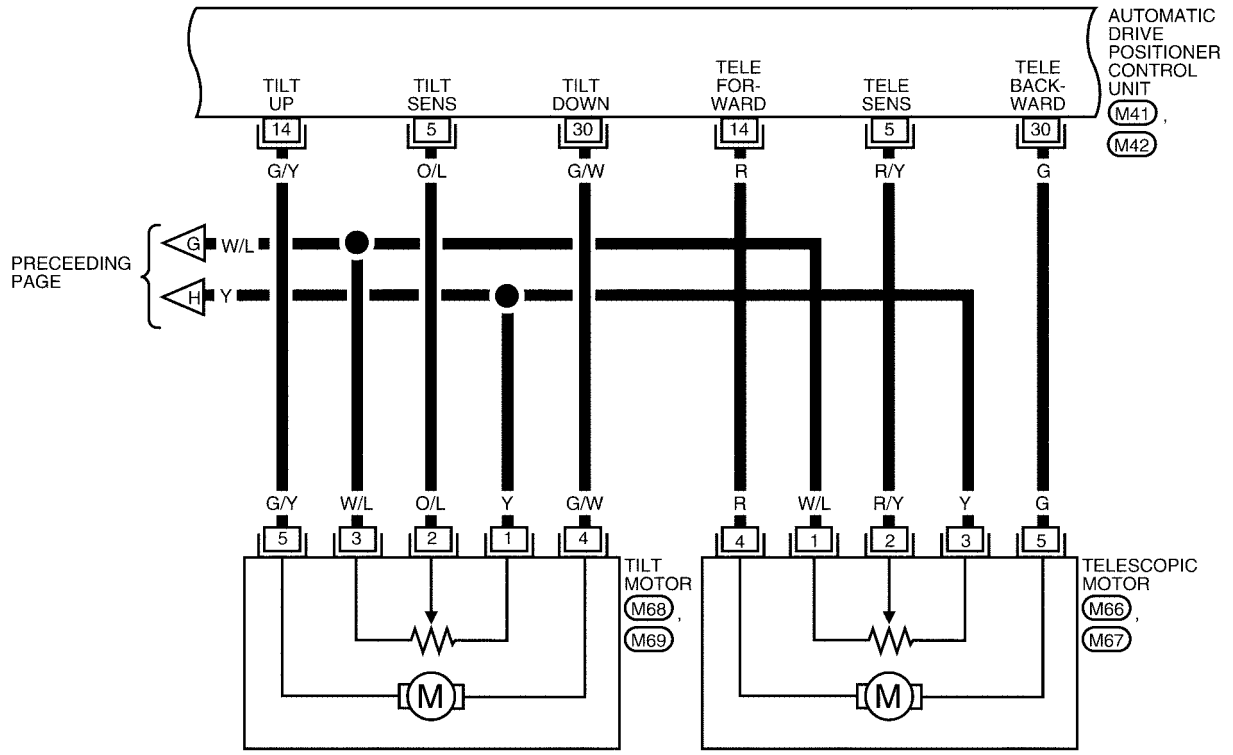 AUTOMATIC
DRIVE
POSITIONER
CONTROL
UNIT
M41 ,
M42
TILT
UP
TILT
SENS
TILT
DOWN
TELE
FOR-
WARD
TELE
SENS
TELE
BACK-
WARD
14 5 30 14 5 30
G/Y O/L G/W R R/Y G
PRECEEDING
PAGE
G W/L
H Y
G/Y W/L O/L Y G/W R W/L R/Y Y G
5 3 2 1 4 4 1 2 3 5
TILT
MOTOR
M68 ,
M69
TELESCOPIC
MOTOR
M66 ,
M67
M M